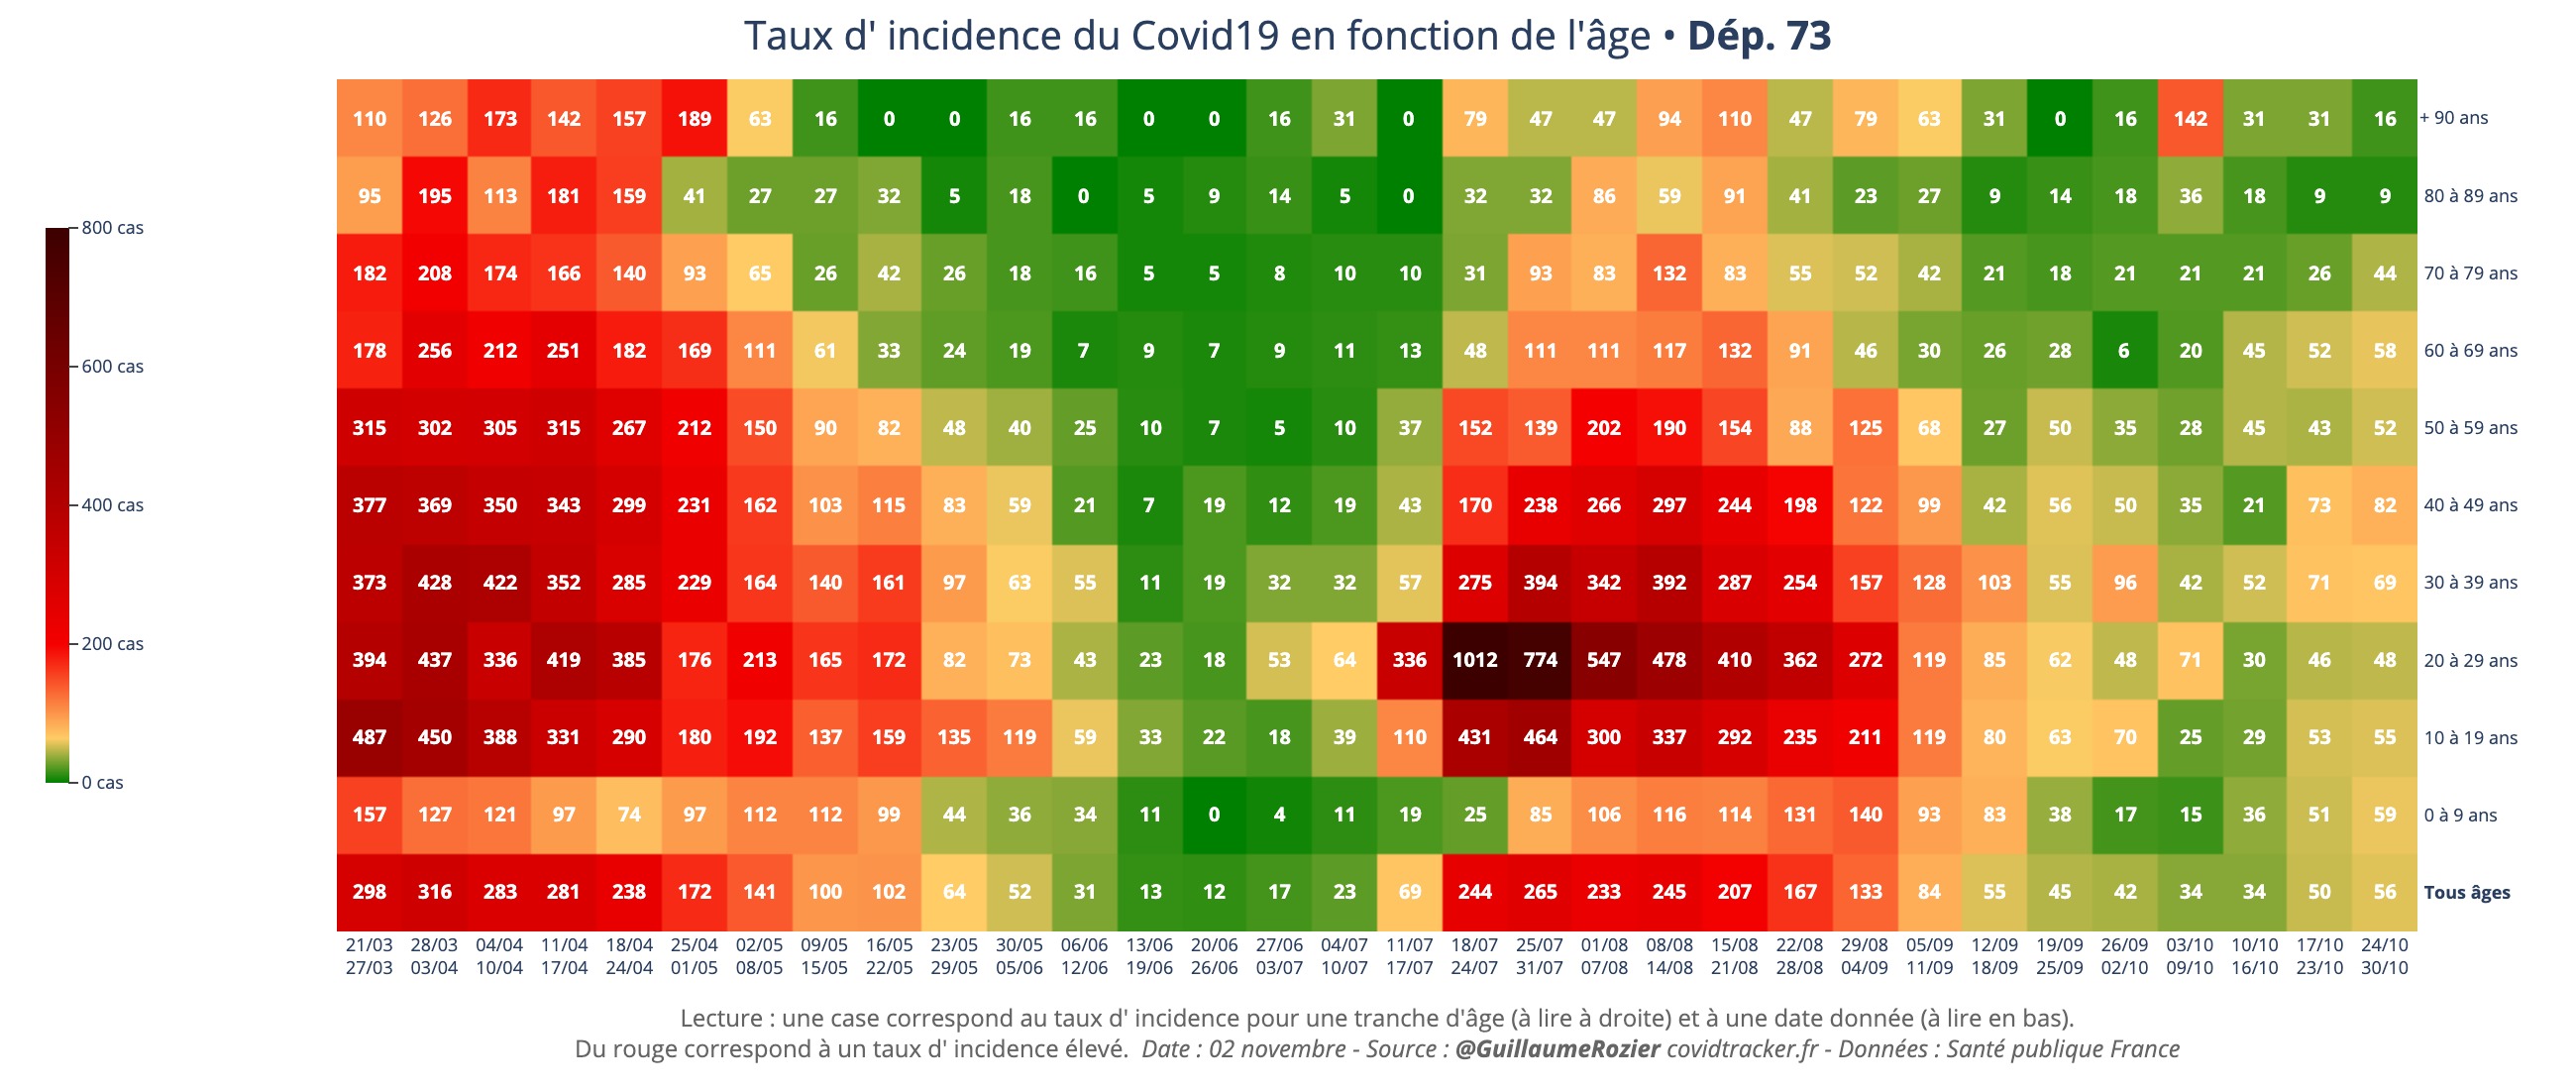 Taux d' incidence du Covid19 en fonction de l'âge • Dép. 73
110 126 173 142 157 189 63 16 0 0 16 16 0 0 16 31 0 79 47 47 94 110 47 79 63 31 0 16 142 31 31 16 + 90 ans
95 195 113 181 159 41 27 27 32 5 18 0 5 9 14 5 0 32 32 86 59 91 41 23 27 9 14 18 36 18 9 9 80 à 89 ans
800 cas
182 208 174 166 140 93 65 26 42 26 18 16 5 5 8 10 10 31 93 83 132 83 55 52 42 21 18 21 21 21 26 44 70 à 79 ans
178 256 212 251 182 169 111 61 33 24 19 7 9 7 9 11 13 48 111 111 117 132 91 46 30 26 28 6 20 45 52 58 60 à 69 ans
600 cas
315 302 305 315 267 212 150 90 82 48 40 25 10 7 5 10 37 152 139 202 190 154 88 125 68 27 50 35 28 45 43 52 50 à 59 ans
400 cas
377 369 350 343 299 231 162 103 115 83 59 21 7 19 12 19 43 170 238 266 297 244 198 122 99 42 56 50 35 21 73 82 40 à 49 ans
373 428 422 352 285 229 164 140 161 97 63 55 11 19 32 32 57 275 394 342 392 287 254 157 128 103 55 96 42 52 71 69 30 à 39 ans
200 cas
394 437 336 419 385 176 213 165 172 82 73 43 23 18 53 64 336 1012 774 547 478 410 362 272 119 85 62 48 71 30 46 48 20 à 29 ans
487 450 388 331 290 180 192 137 159 135 119 59 33 22 18 39 110 431 464 300 337 292 235 211 119 80 63 70 25 29 53 55 10 à 19 ans
0 cas
157 127 121 97 74 97 112 112 99 44 36 34 11 0 4 11 19 25 85 106 116 114 131 140 93 83 38 17 15 36 51 59 0 à 9 ans
298 316 283 281 238 172 141 100 102 64 52 31 13 12 17 23 69 244 265 233 245 207 167 133 84 55 45 42 34 34 50 56 Tous âges
21/03 28/03 04/04 11/04 18/04 25/04 02/05 09/05 16/05 23/05 30/05 06/06 13/06 20/06 27/06 04/07 11/07 18/07 25/07 01/08 08/08 15/08 22/08 29/08 05/09 12/09 19/09 26/09 03/10 10/10 17/10 24/10
27/03 03/04 10/04 17/04 24/04 01/05 08/05 15/05 22/05 29/05 05/06 12/06 19/06 26/06 03/07 10/07 17/07 24/07 31/07 07/08 14/08 21/08 28/08 04/09 11/09 18/09 25/09 02/10 09/10 16/10 23/10 30/10
Lecture : une case correspond au taux d' incidence pour une tranche d'âge (à lire à droite) et à une date donnée (à lire en bas).
Du rouge correspond à un taux d' incidence élevé. Date : 02 novembre - Source : @GuillaumeRozier covidtracker.fr - Données : Santé publique France